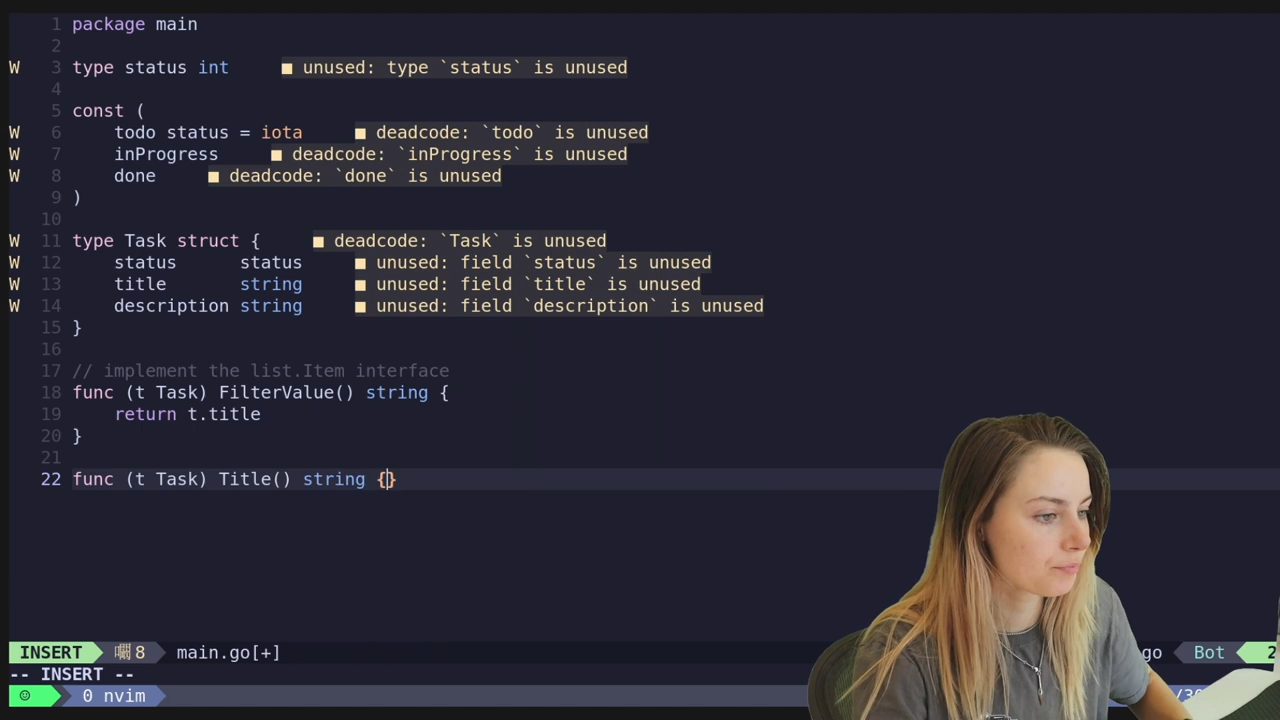 1 package main
2
W 3 type status int ■ unused: type `status` is unused
4
5 const (
W 6 todo status = iota ■ deadcode: `todo` is unused
W 7 inProgress ■ deadcode: `inProgress` is unused
W 8 done ■ deadcode: `done` is unused
9 )
10
W 11 type Task struct { ■ deadcode: `Task` is unused
W 12 status status ■ unused: field `status` is unused
W 13 title string ■ unused: field `title` is unused
W 14 description string ■ unused: field `description` is unused
15 }
16
17 // implement the list.Item interface
18 func (t Task) FilterValue() string {
19 return t.title
20 }
21
22 func (t Task) Title() string {}
INSERT 8 main.go[+] go Bot 2
-- INSERT --
☺ 0 nvim